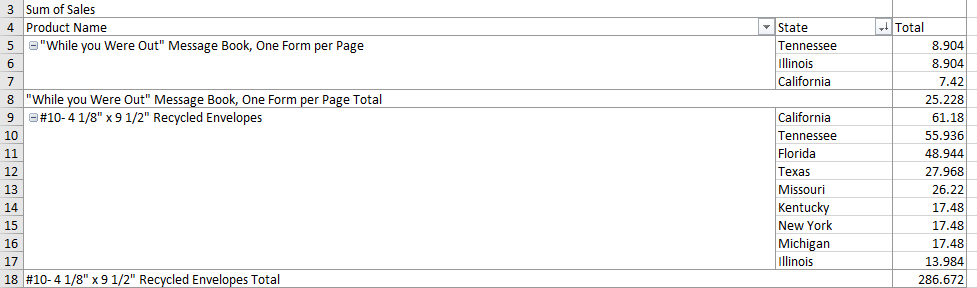 3 Sum of Sales
4 Product Name State Total
5 "While you Were Out" Message Book, One Form per Page Tennessee 8.904
6 Illinois 8.904
7 California 7.42
8 "While you Were Out" Message Book, One Form per Page Total 25.228
9 #10- 4 1/8" x 9 1/2" Recycled Envelopes California 61.18
10 Tennessee 55.936
11 Florida 48.944
12 Texas 27.968
13 Missouri 26.22
14 Kentucky 17.48
15 New York 17.48
16 Michigan 17.48
17 Illinois 13.984
18 #10- 4 1/8" x 9 1/2" Recycled Envelopes Total 286.672